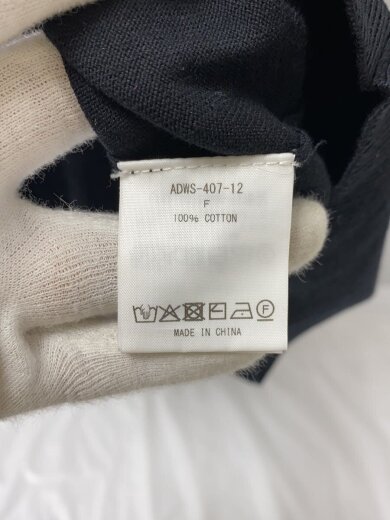 ADWS-407-12
F
100% COTTON
F
MADE IN CHINA